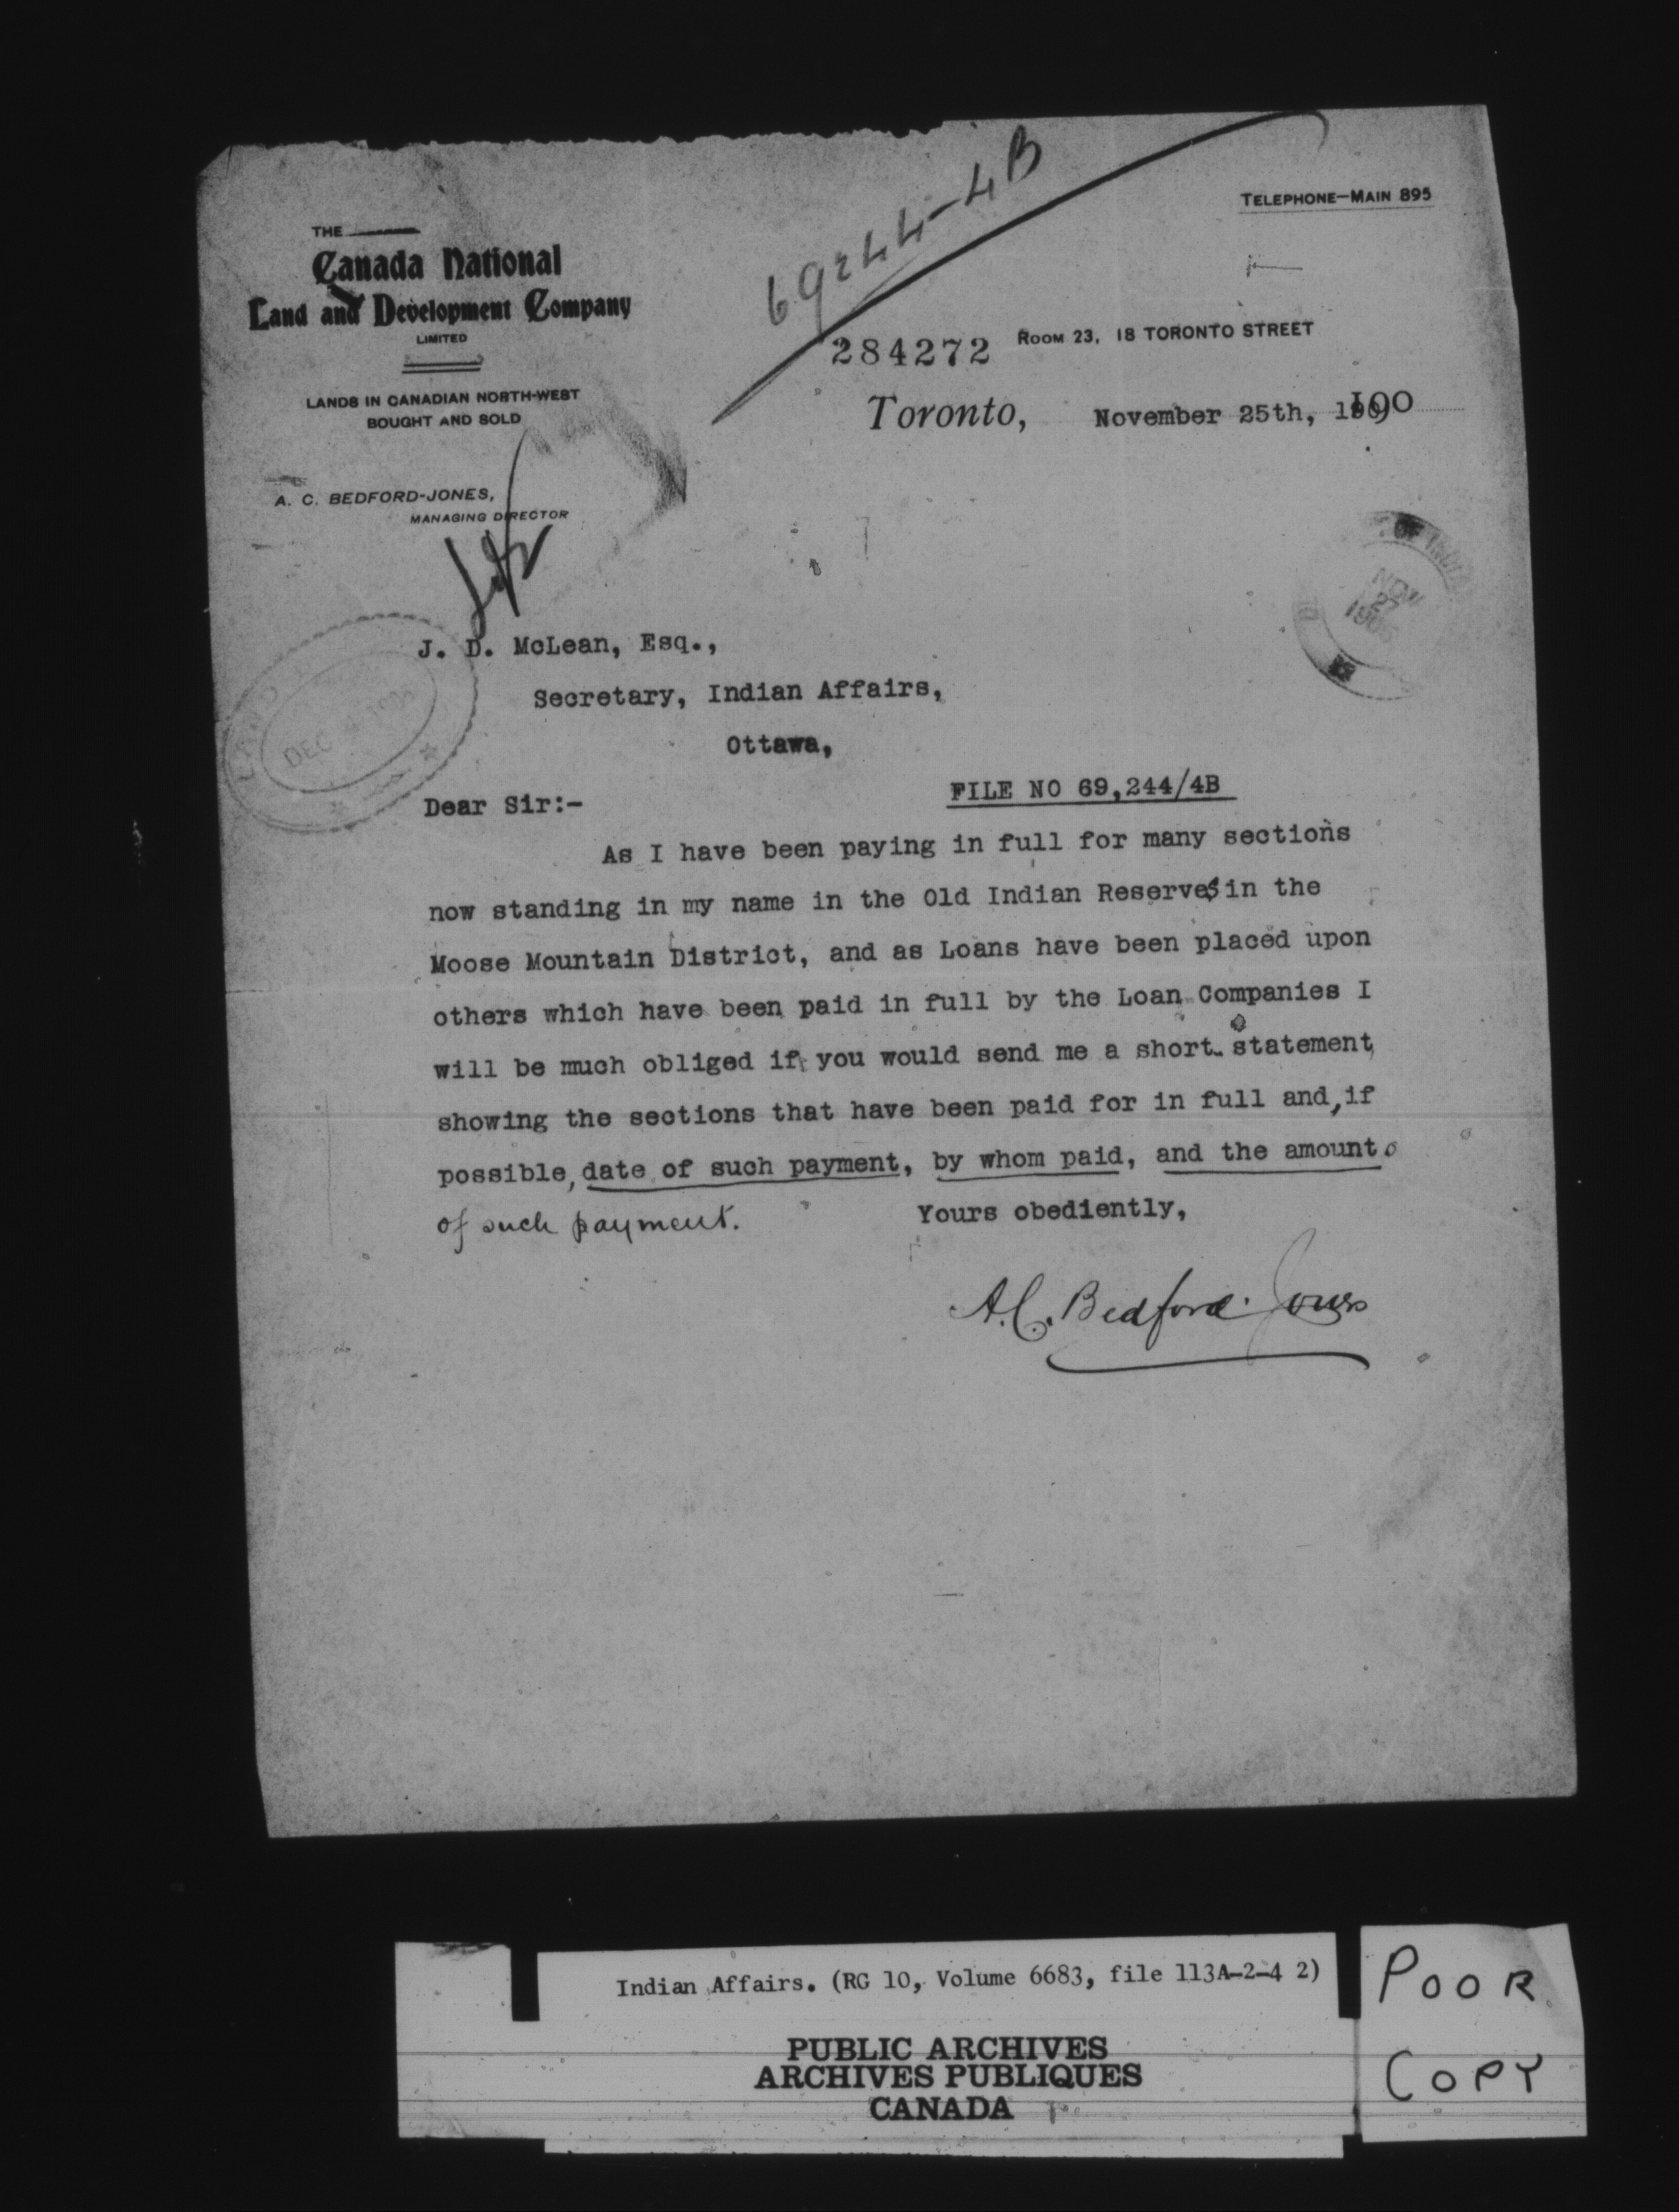 69244-4B
TELEPHONE—MAIN 895
THE
Canada National
Land and Development Company
LIMITED
284272
ROOM 23, 18 TORONTO STREET
LANDS IN CANADIAN NORTH-WEST
BOUGHT AND SOLD
Toronto, November 25th, 190
A. C. BEDFORD-JONES,
MANAGING DIRECTOR
OF INDIAN
NOV
27
J. D. McLean, Esq.,
Secretary, Indian Affairs,
DEC
Ottawa,
FILE NO 69,244/4B
Dear Sir:-
As I have been paying in full for many sections
now standing in my name in the Old Indian Reserves in the
Moose Mountain District, and as Loans have been placed upon
others which have been paid in full by the Loan Companies I
will be much obliged if you would send me a short statement
showing the sections that have been paid for in full and, if
possible, date of such payment, by whom paid, and the amount
of such payment.
Yours obediently,
A.C. Bedford-Jones
Indian Affairs. (RG 10, Volume 6683, file 113A-2-4 2)
PUBLIC ARCHIVES
ARCHIVES PUBLIQUES
CANADA
POOR
COPY